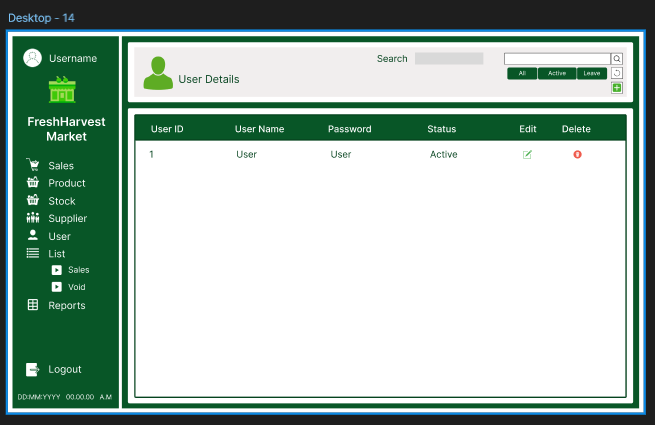 Desktop - 14
Username
FreshHarvest
Market
Sales
Product
Stock
Supplier
User
List
Sales
Void
Reports
Logout
DD:MM:YYYY 00.00.00 A.M
User Details
Search
All Active Leave
User ID User Name Password Status Edit Delete
1 User User Active